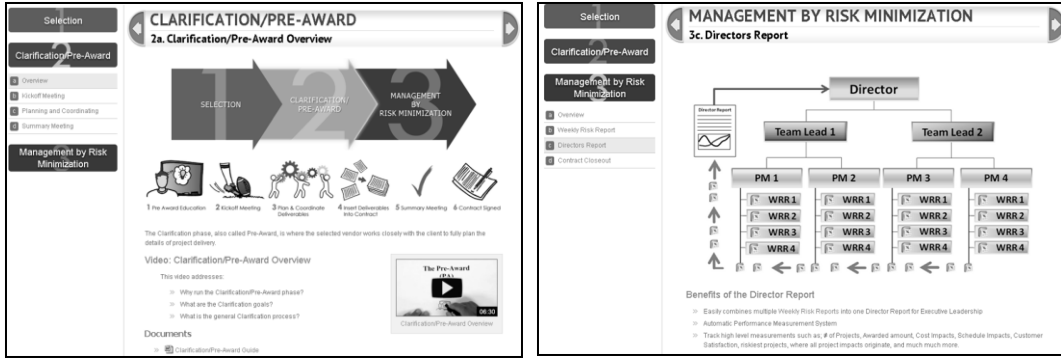 Selection
Clarification/Pre-Award
2
a Overview
b Kickoff Meeting
c Planning and Coordinating
d Summary Meeting
Management by Risk
Minimization
3
CLARIFICATION/PRE-AWARD
2a. Clarification/Pre-Award Overview
1 SELECTION
2 CLARIFICATION/
PRE-AWARD
3 MANAGEMENT
BY
RISK MINIMIZATION
1 Pre Award Education
2 Kickoff Meeting
3 Plan & Coordinate
Deliverables
4 Insert Deliverables
Into Contract
5 Summary Meeting
6 Contract Signed
The Clarification phase, also called Pre-Award, is where the selected vendor works closely with the client to fully plan the
details of project delivery.
Video: Clarification/Pre-Award Overview
This video addresses:
» Why run the Clarification/Pre-Award phase?
» What are the Clarification goals?
» What is the general Clarification process?
The Pre-Award
(PA)
06:30
Clarification/Pre-Award Overview
Documents
» Clarification/Pre-Award Guide
Selection
Clarification/Pre-Award
2
Management by Risk
Minimization
3
a Overview
b Weekly Risk Report
c Directors Report
d Contract Closeout
MANAGEMENT BY RISK MINIMIZATION
3c. Directors Report
Director Report
Director
Team Lead 1
Team Lead 2
PM 1
PM 2
PM 3
PM 4
WRR 1
WRR 1
WRR 1
WRR 1
WRR 2
WRR 2
WRR 2
WRR 2
WRR 3
WRR 3
WRR 3
WRR 3
WRR 4
WRR 4
WRR 4
WRR 4
Benefits of the Director Report
» Easily combines multiple Weekly Risk Reports into one Director Report for Executive Leadership
» Automatic Performance Measurement System
» Track high level measurements such as; # of Projects, Awarded amount, Cost Impacts, Schedule Impacts, Customer
Satisfaction, riskiest projects, where all project impacts originate, and much much more.